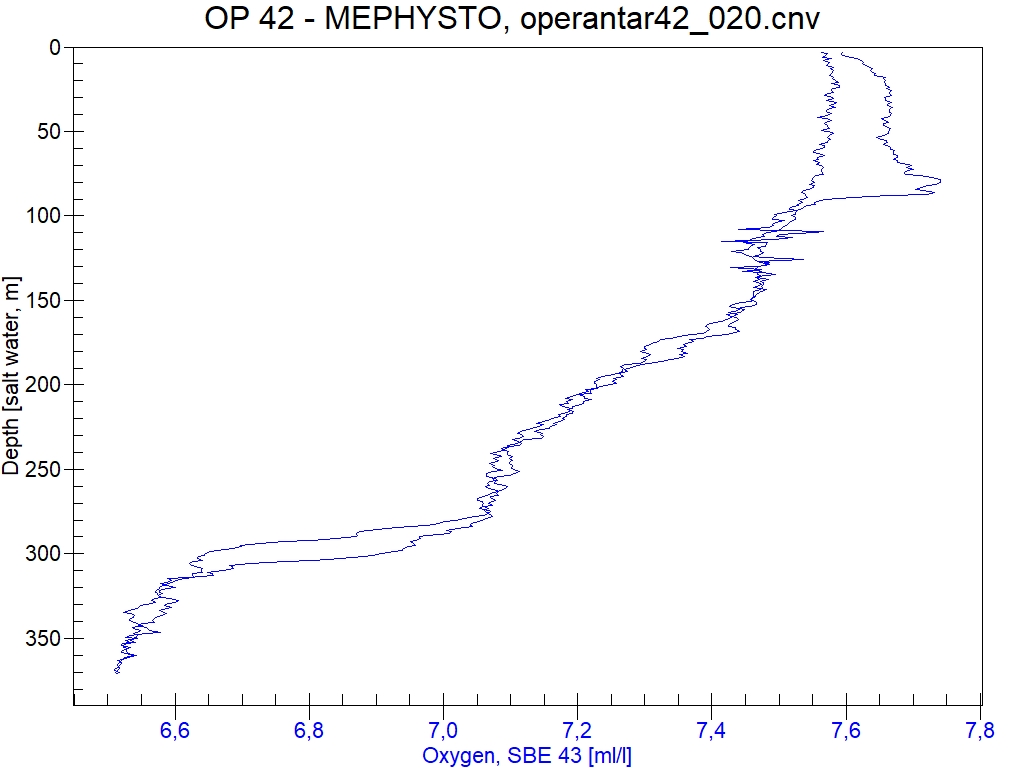 OP 42 - MEPHYSTO, operantar42_020.cnv
0
50
100
150
200
250
300
350
Depth [salt water, m]
6,6 6,8 7,0 7,2 7,4 7,6 7,8
Oxygen, SBE 43 [ml/l]